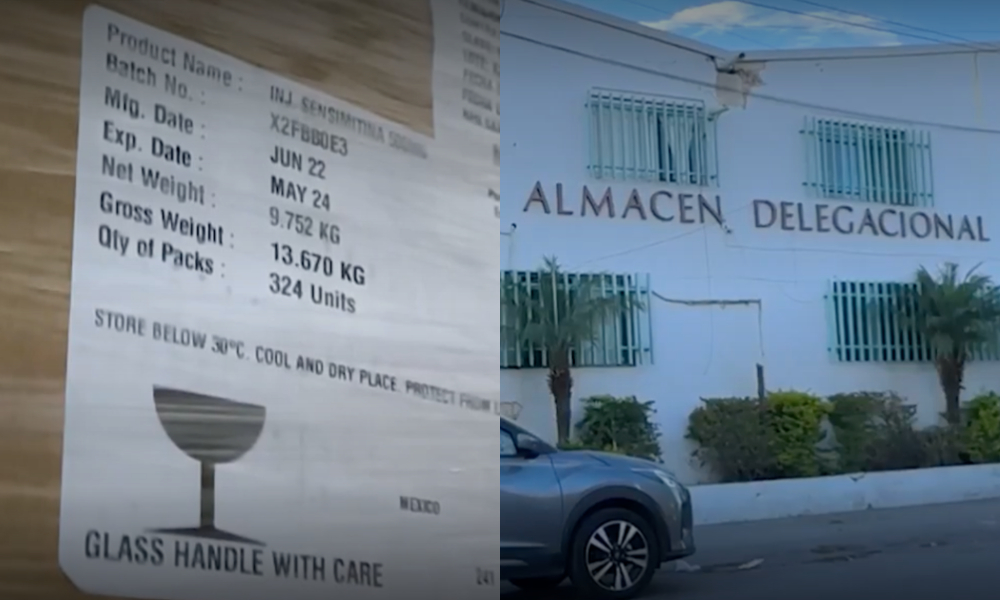 Product Name : INJ. SENSIMITINA
Batch No. : X2FBB0E3
Mfg. Date : JUN 22
Exp. Date : MAY 24
Net Weight : 9.752 KG
Gross Weight : 13.670 KG
Qty of Packs : 324 Units
STORE BELOW 30°C. COOL AND DRY PLACE. PROTECT FROM
MEXICO
GLASS HANDLE WITH CARE
241
ALMACEN DELEGACIONAL